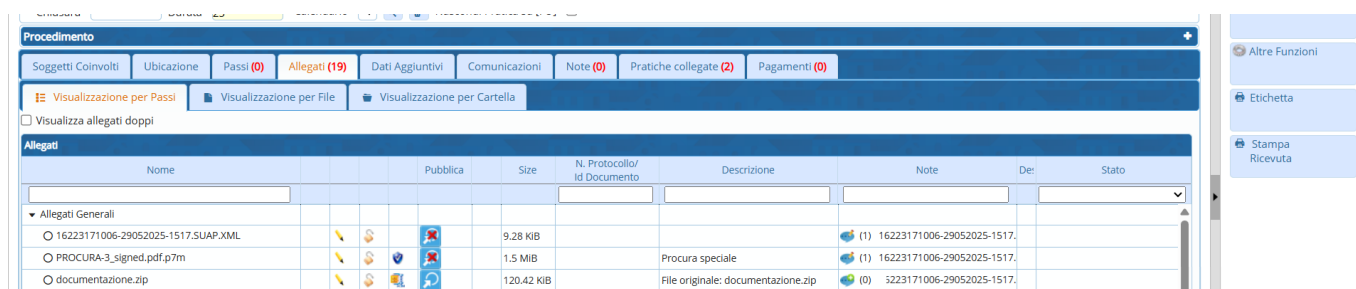 Procedimento
Altre Funzioni
Soggetti Coinvolti Ubicazione Passi (0) Allegati (19) Dati Aggiuntivi Comunicazioni Note (0) Pratiche collegate (2) Pagamenti (0)
Visualizzazione per Passi Visualizzazione per File Visualizzazione per Cartella
Etichetta
Visualizza allegati doppi
Allegati
Stampa
Ricevuta
Nome Pubblica Size N. Protocollo/
Id Documento Descrizione Note Des Stato
Allegati Generali
16223171006-29052025-1517.SUAP.XML 9.28 KiB (1) 16223171006-29052025-1517.
PROCURA-3_signed.pdf.p7m 1.5 MiB Procura speciale (1) 16223171006-29052025-1517.
documentazione.zip 120.42 KiB File originale: documentazione.zip (0) 5223171006-29052025-1517.